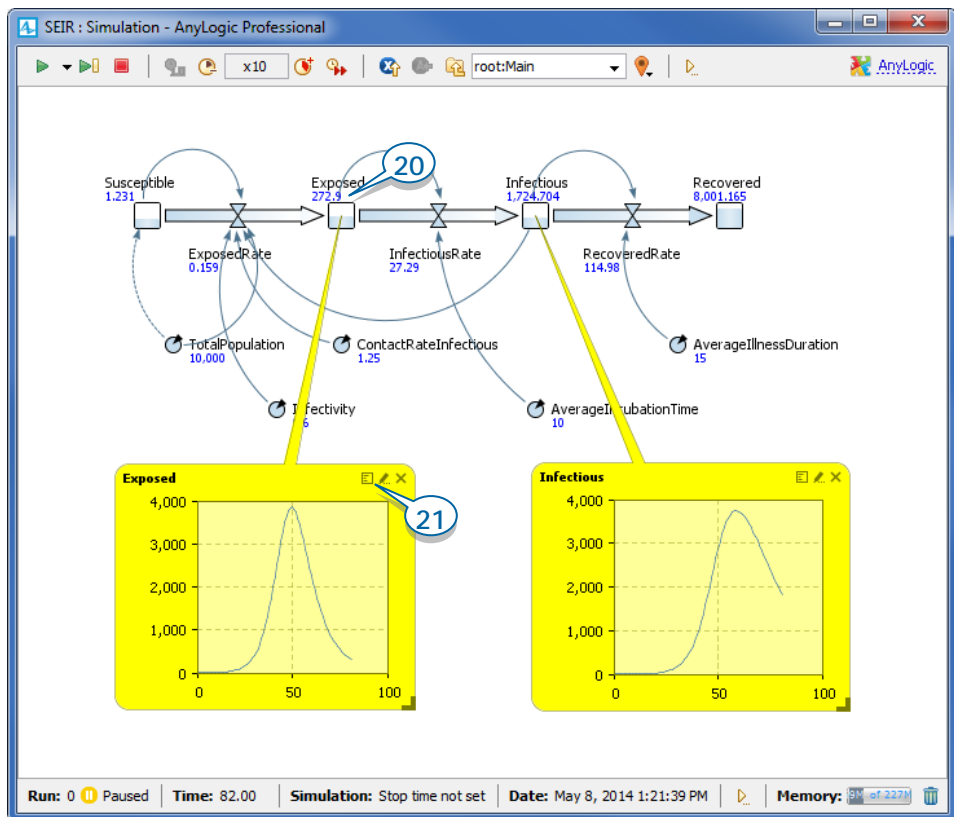 SEIR : Simulation - AnyLogic Professional
x10 root:Main AnyLogic
20
Susceptible Exposed Infectious Recovered
1.231 272.9 1,724.704 8,001.165
ExposedRate InfectiousRate RecoveredRate
0.159 27.29 114.98
TotalPopulation ContactRateInfectious AverageIllnessDuration
10,000 1.25 15
10
Exposed
4,000
3,000
2,000
1,000
0
0 50 100
21
Infectious
4,000
3,000
2,000
1,000
0
0 50 100
Run: 0 Paused Time: 82.00 Simulation: Stop time not set Date: May 8, 2014 1:21:39 PM Memory: of 227M